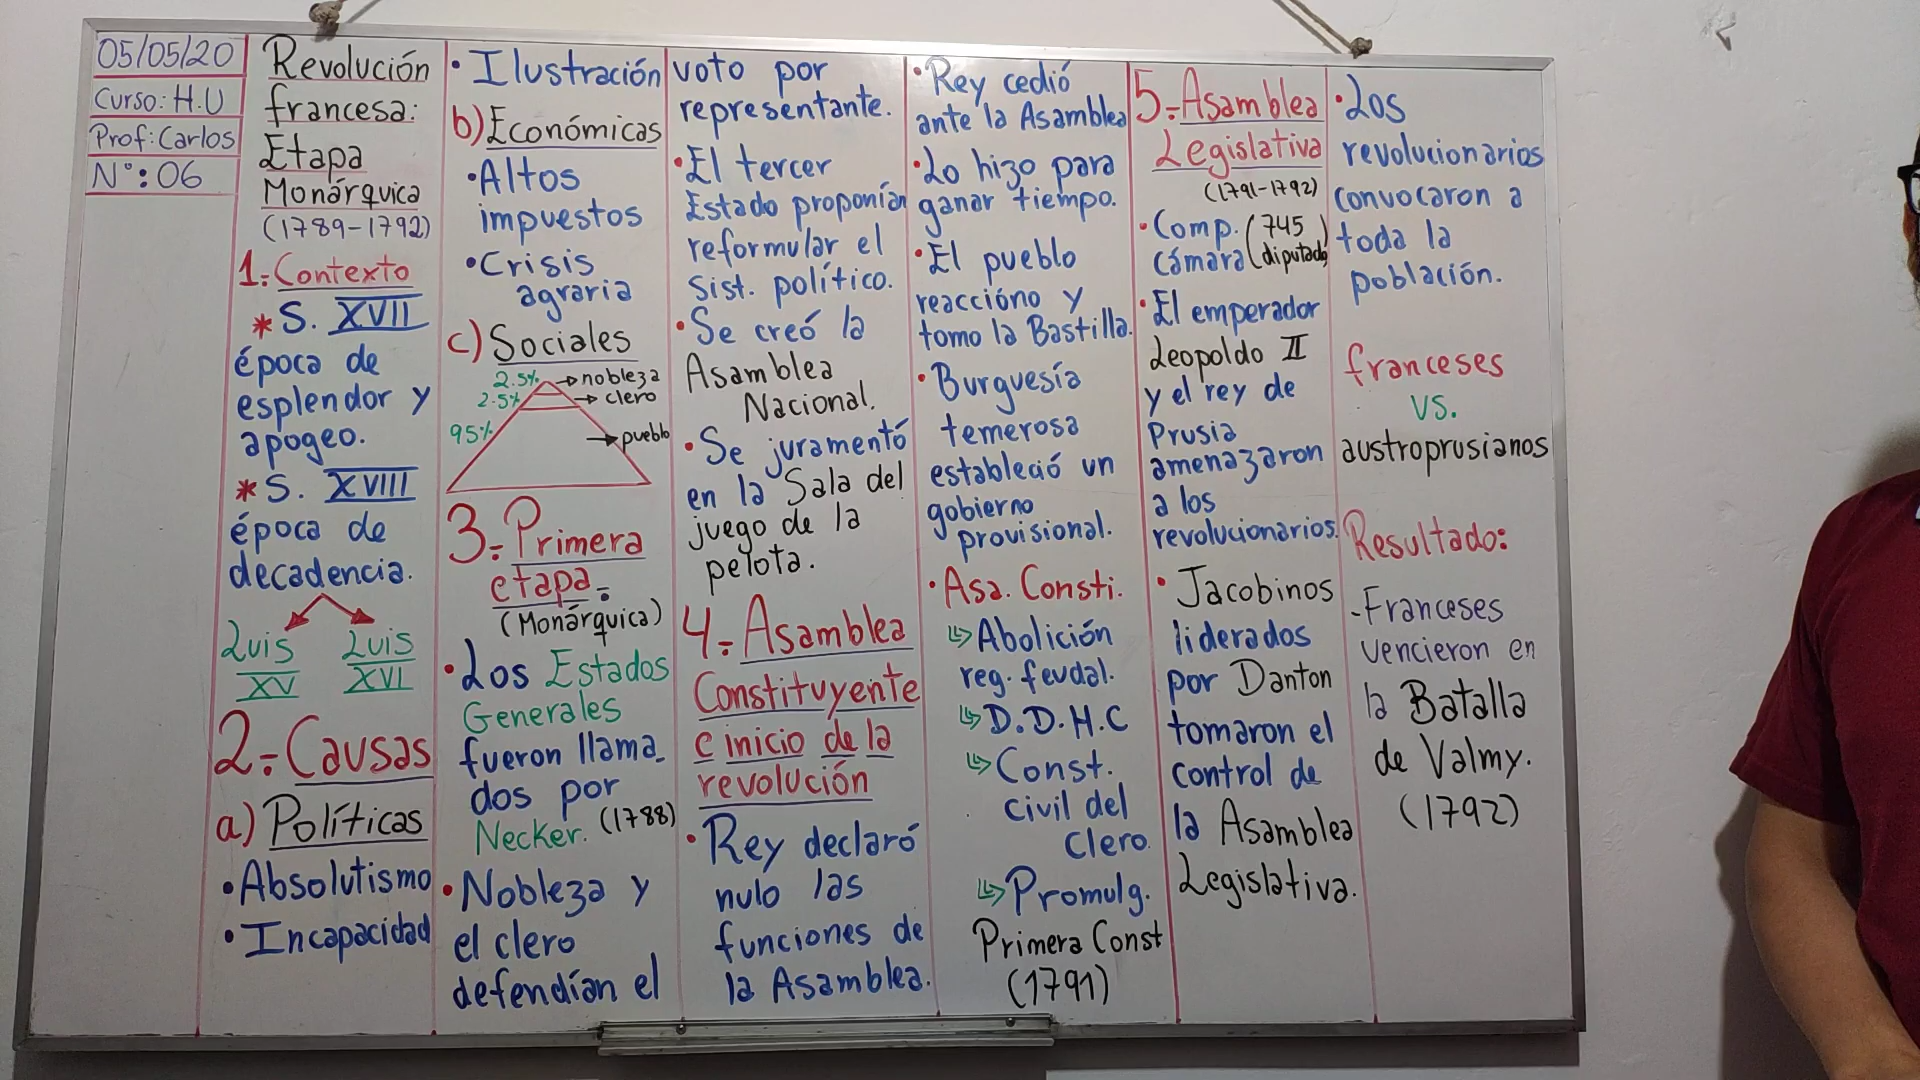 05/05/20
Curso: H.U
Prof: Carlos
N°: 06
Revolución
francesa:
Etapa
Monárquica
(1789-1792)
1.- Contexto
* S. XVII
época de
esplendor y
apogeo.
* S. XVIII
época de
decadencia.
Luis XV
Luis XVI
2.- Causas
a) Políticas
• Absolutismo
• Incapacidad
• Ilustración
b) Económicas
• Altos
impuestos
• Crisis
agraria
c) Sociales
2.5% → nobleza
2.5% → clero
95% → pueblo
3.- Primera
etapa.-
(Monárquica)
• Los Estados
Generales
fueron llama_
dos por
Necker. (1788)
• Nobleza y
el clero
defendían el
voto por
representante.
• El tercer
Estado proponían
reformular el
sist. político.
• Se creó la
Asamblea
Nacional.
• Se juramentó
en la Sala del
juego de la
pelota.
4.- Asamblea
Constituyente
e inicio de la
revolución
• Rey declaró
nulo las
funciones de
la Asamblea.
• Rey cedió
ante la Asamblea
• Lo hizo para
ganar tiempo.
• El pueblo
reaccióno y
tomo la Bastilla.
• Burguesía
temerosa
estableció un
gobierno
provisional.
• Asa. Consti.
↳ Abolición
reg. feudal.
↳ D.D.H.C
↳ Const.
civil del
Clero.
↳ Promulg.
Primera Const
(1791)
5.- Asamblea
Legislativa
(1791-1792)
• Comp. (745
cámara (diputado)
• El emperador
Leopoldo II
y el rey de
Prusia
amenazaron
a los
revolucionarios.
• Jacobinos
liderados
por Danton
tomaron el
control de
la Asamblea
Legislativa.
• Los
revolucionarios
convocaron a
toda la
población.
franceses
vs.
austroprusianos
Resultado:
- Franceses
vencieron en
la Batalla
de Valmy.
(1792)